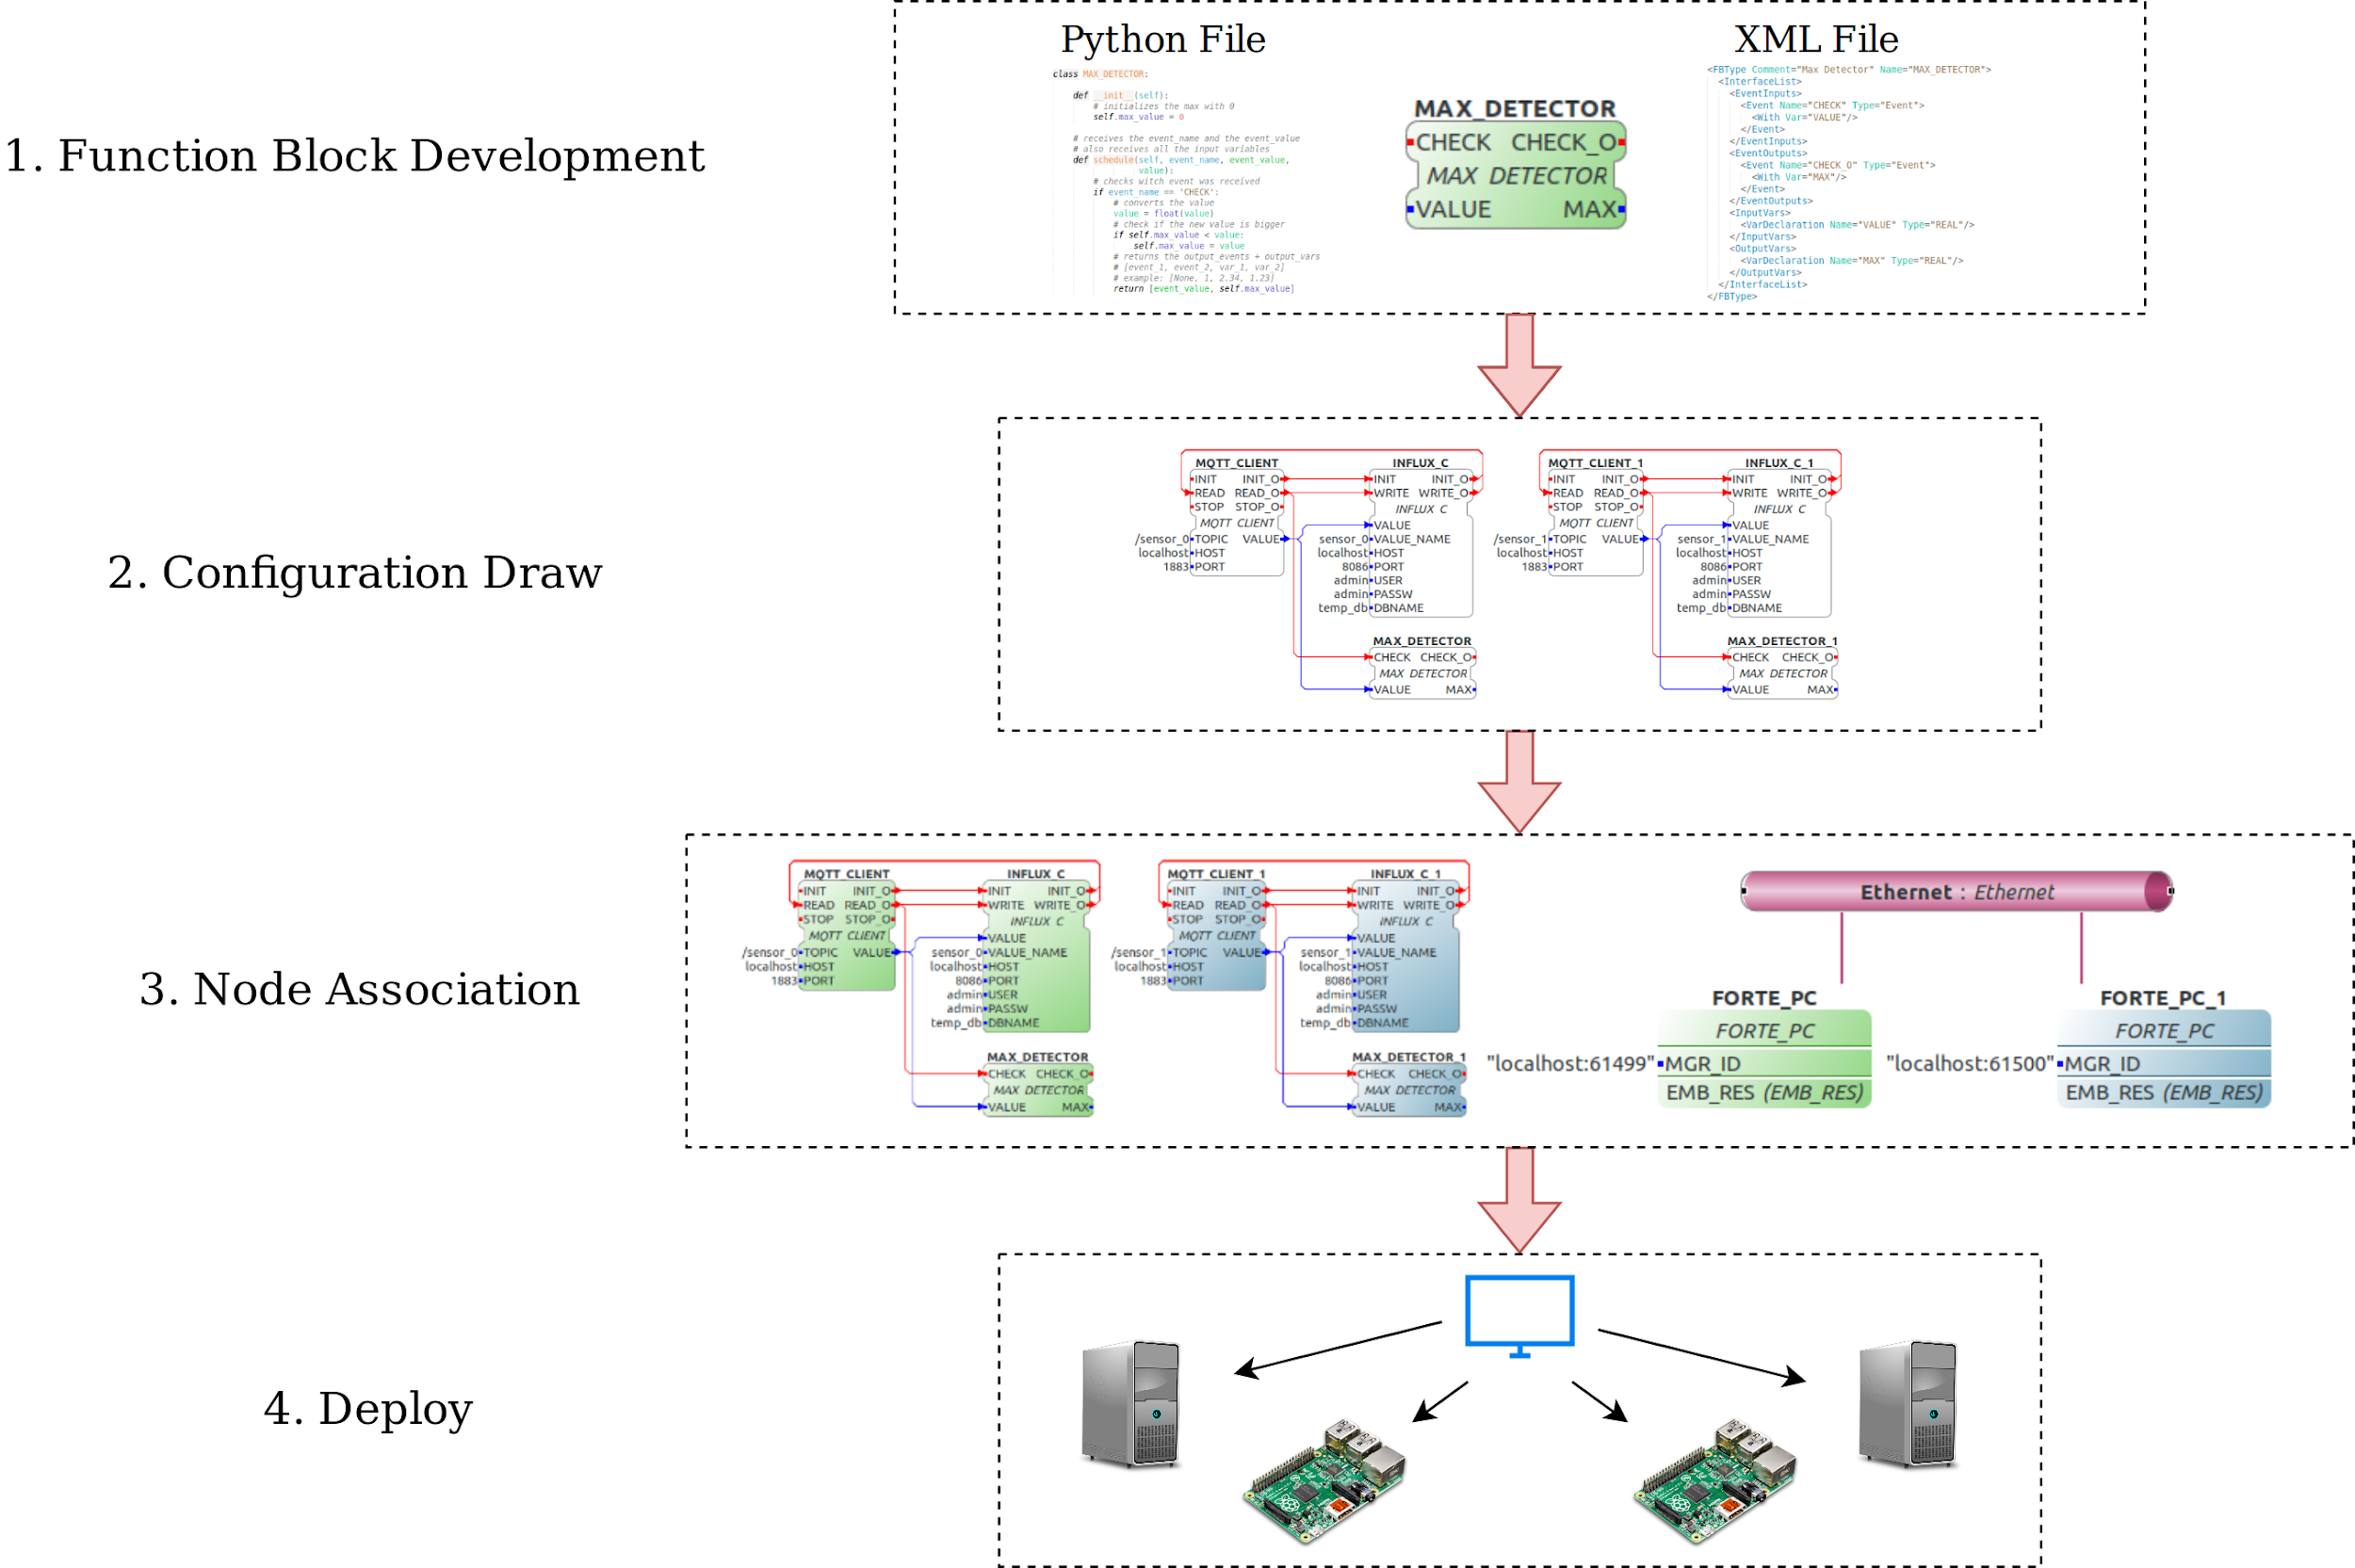 Python File
XML File
class MAX_DETECTOR:
def __init__(self):
# initializes the max with 0
self.max_value = 0
# receives the event_name and the event_value
# also receives all the input variables
def schedule(self, event_name, event_value,
value):
# checks witch event was received
if event_name == 'CHECK':
# converts the value
value = float(value)
# check if the new value is bigger
if self.max_value < value:
self.max_value = value
# returns the output_events + output_vars
# [event_1, event_2, var_1, var_2]
# example: [None, 1, 2.34, 1.23]
return [event_value, self.max_value]
MAX_DETECTOR
CHECK CHECK_O
MAX_DETECTOR
VALUE MAX
<FBType Comment="Max Detector" Name="MAX_DETECTOR">
<InterfaceList>
<EventInputs>
<Event Name="CHECK" Type="Event">
<With Var="VALUE"/>
</Event>
</EventInputs>
<EventOutputs>
<Event Name="CHECK_O" Type="Event">
<With Var="MAX"/>
</Event>
</EventOutputs>
<InputVars>
<VarDeclaration Name="VALUE" Type="REAL"/>
</InputVars>
<OutputVars>
<VarDeclaration Name="MAX" Type="REAL"/>
</OutputVars>
</InterfaceList>
</FBType>
1. Function Block Development
2. Configuration Draw
MQTT_CLIENT
INIT INIT_O
READ READ_O
STOP STOP_O
MQTT_CLIENT
/sensor_0 TOPIC VALUE
localhost HOST
1883 PORT
INFLUX_C
INIT INIT_O
WRITE WRITE_O
INFLUX_C
VALUE
sensor_0 VALUE_NAME
localhost HOST
8086 PORT
admin USER
admin PASSW
temp_db DBNAME
MAX_DETECTOR
CHECK CHECK_O
MAX_DETECTOR
VALUE MAX
MQTT_CLIENT_1
INIT INIT_O
READ READ_O
STOP STOP_O
MQTT_CLIENT
/sensor_1 TOPIC VALUE
localhost HOST
1883 PORT
INFLUX_C_1
INIT INIT_O
WRITE WRITE_O
INFLUX_C
VALUE
sensor_1 VALUE_NAME
localhost HOST
8086 PORT
admin USER
admin PASSW
temp_db DBNAME
MAX_DETECTOR_1
CHECK CHECK_O
MAX_DETECTOR
VALUE MAX
3. Node Association
MQTT_CLIENT
INIT INIT_O
READ READ_O
STOP STOP_O
MQTT_CLIENT
/sensor_0 TOPIC VALUE
localhost HOST
1883 PORT
INFLUX_C
INIT INIT_O
WRITE WRITE_O
INFLUX_C
VALUE
sensor_0 VALUE_NAME
localhost HOST
8086 PORT
admin USER
admin PASSW
temp_db DBNAME
MAX_DETECTOR
CHECK CHECK_O
MAX_DETECTOR
VALUE MAX
MQTT_CLIENT_1
INIT INIT_O
READ READ_O
STOP STOP_O
MQTT_CLIENT
/sensor_1 TOPIC VALUE
localhost HOST
1883 PORT
INFLUX_C_1
INIT INIT_O
WRITE WRITE_O
INFLUX_C
VALUE
sensor_1 VALUE_NAME
localhost HOST
8086 PORT
admin USER
admin PASSW
temp_db DBNAME
MAX_DETECTOR_1
CHECK CHECK_O
MAX_DETECTOR
VALUE MAX
Ethernet : Ethernet
FORTE_PC
FORTE_PC
"localhost:61499" MGR_ID
EMB_RES (EMB_RES)
FORTE_PC_1
FORTE_PC
"localhost:61500" MGR_ID
EMB_RES (EMB_RES)
4. Deploy